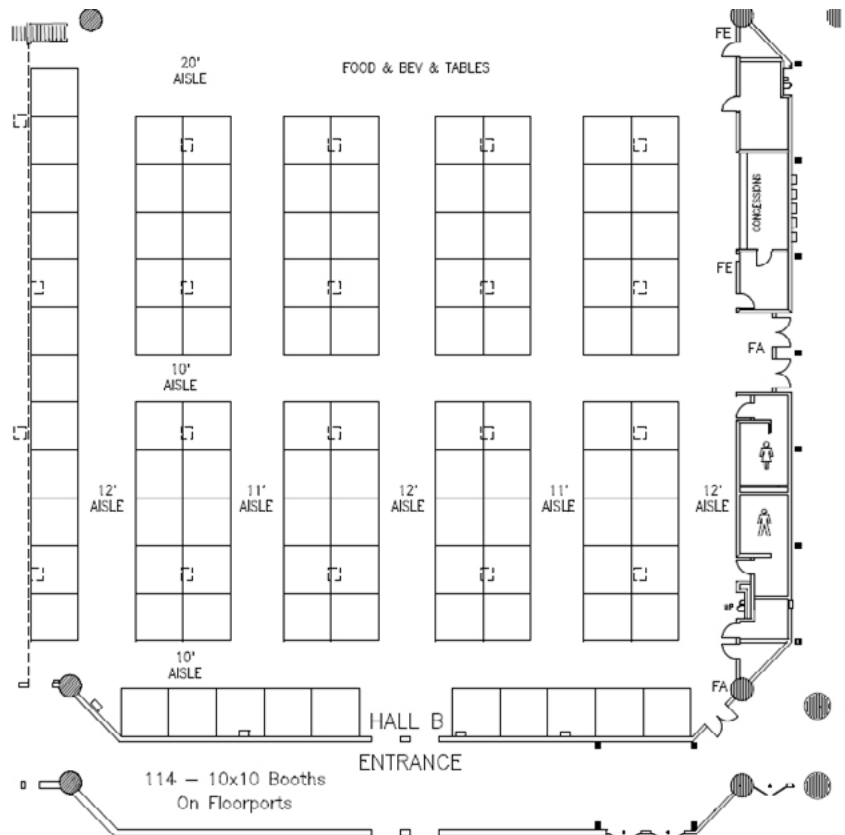 FE
20'
AISLE
FOOD & BEV & TABLES
CONCESSIONS
FE
FA
10'
AISLE
12'
AISLE
11'
AISLE
12'
AISLE
11'
AISLE
12'
AISLE
10'
AISLE
FA
HALL B
ENTRANCE
114 – 10x10 Booths
On Floorports